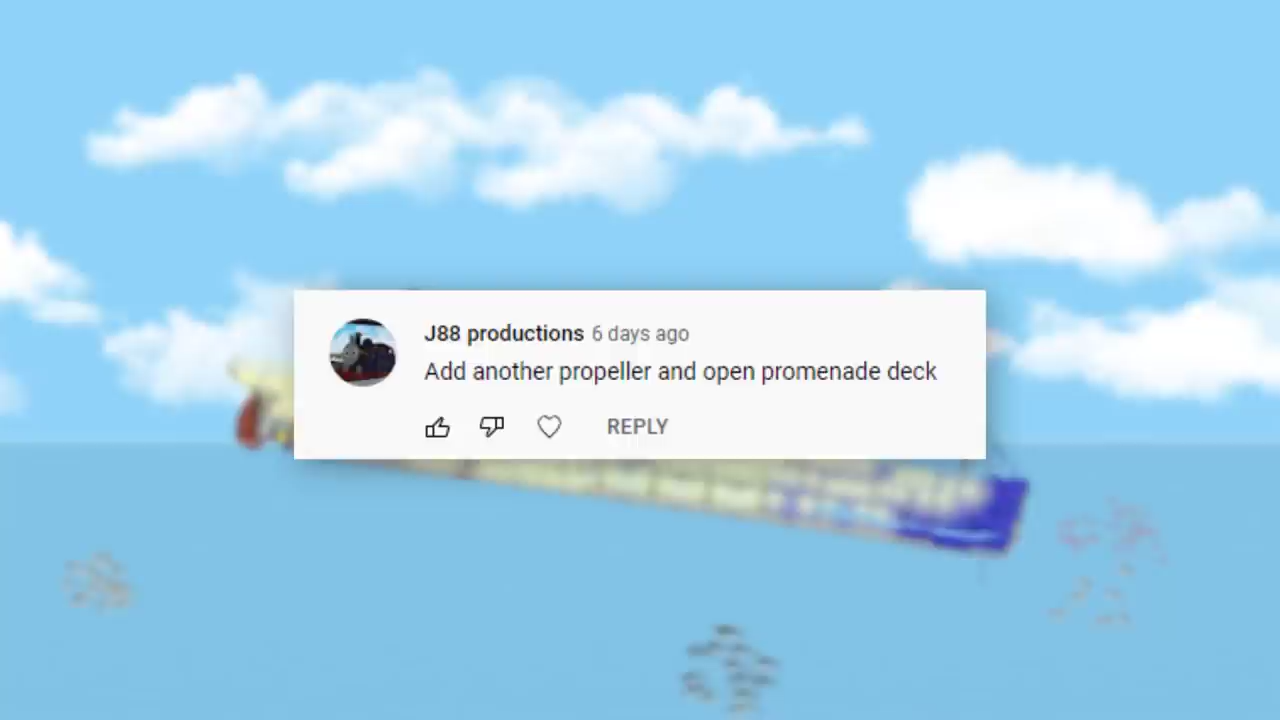 J88 productions 6 days ago
Add another propeller and open promenade deck
REPLY